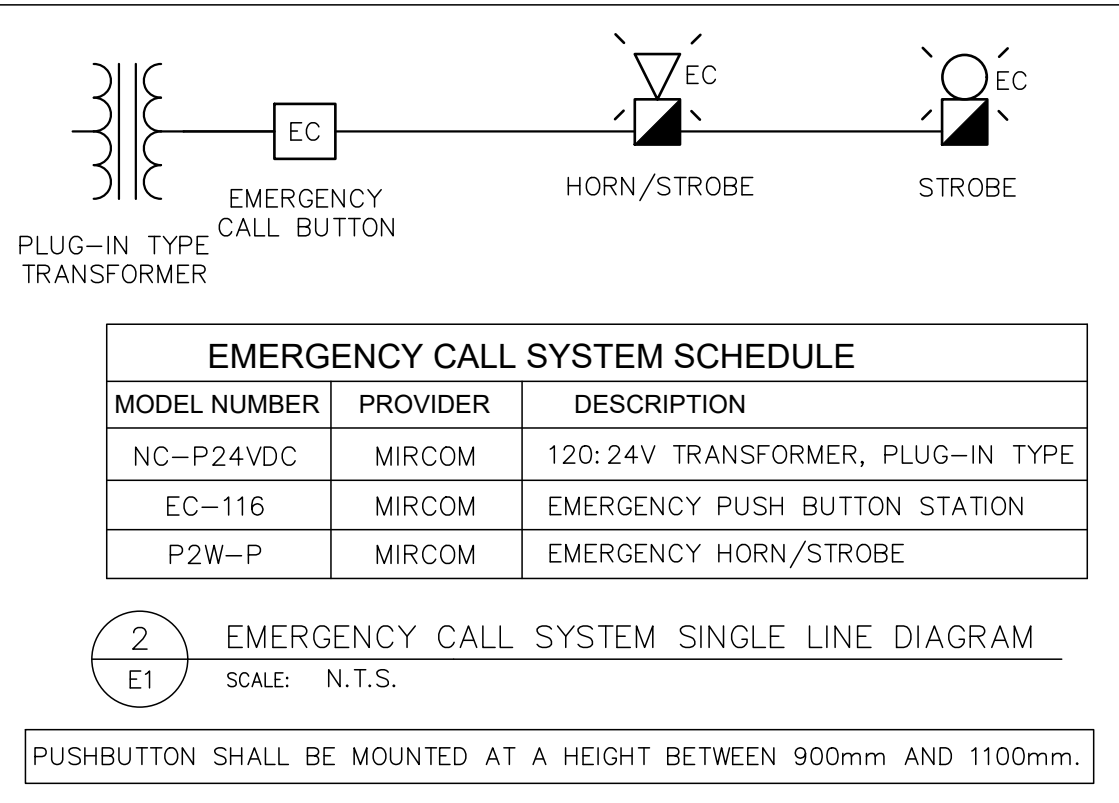 EC
EC
EC
PLUG-IN TYPE
TRANSFORMER
EMERGENCY
CALL BUTTON
HORN/STROBE
STROBE
EMERGENCY CALL SYSTEM SCHEDULE
MODEL NUMBER PROVIDER DESCRIPTION
NC-P24VDC MIRCOM 120:24V TRANSFORMER, PLUG-IN TYPE
EC-116 MIRCOM EMERGENCY PUSH BUTTON STATION
P2W-P MIRCOM EMERGENCY HORN/STROBE
2 EMERGENCY CALL SYSTEM SINGLE LINE DIAGRAM
E1 SCALE: N.T.S.
PUSHBUTTON SHALL BE MOUNTED AT A HEIGHT BETWEEN 900mm AND 1100mm.